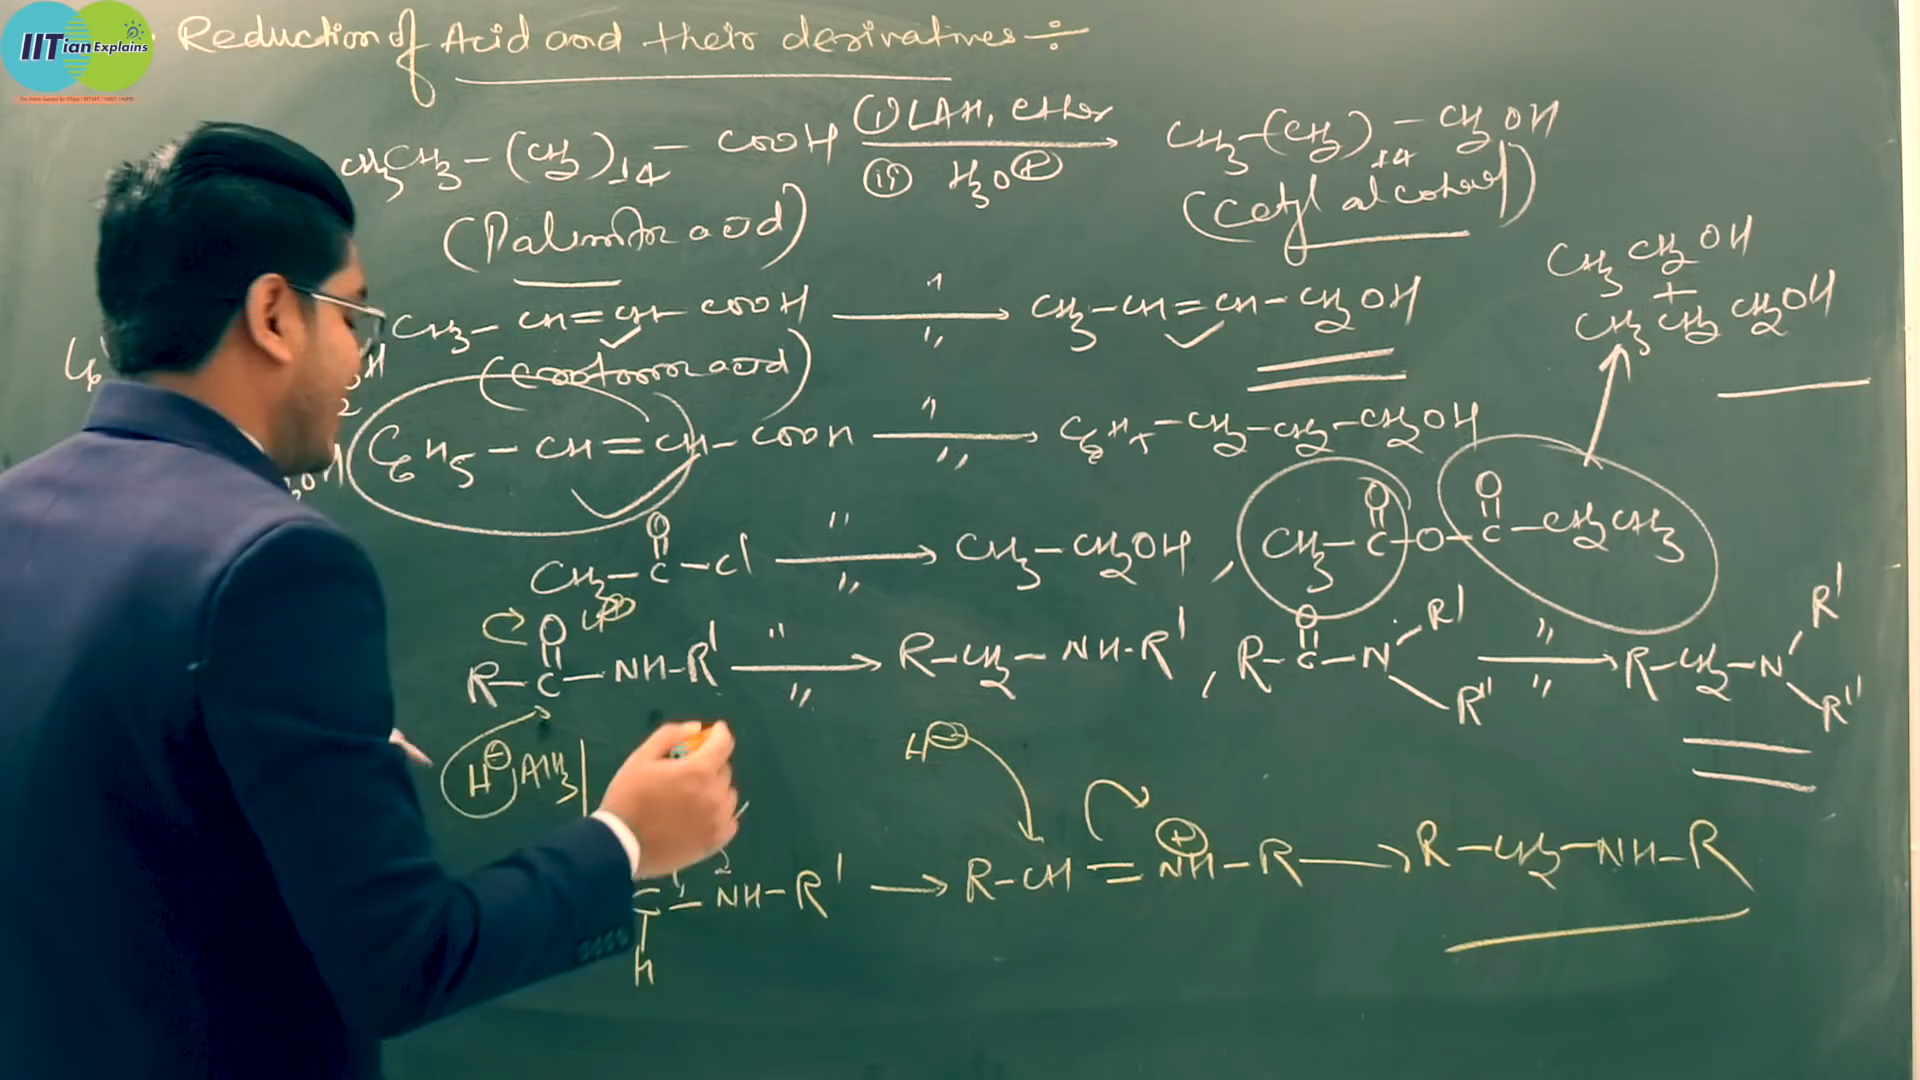 IITian Explains
Reduction of Acid and their derivatives ÷
CH3 CH3-(CH2)14-COOH (i) LAH, ether (ii) H3O⊕ CH3-(CH2)14-CH2OH
(Palmitic acid) (Cetyl alcohol)
CH3CH2OH
+
CH3CH2CH2OH
CH3-CH=CH-COOH " " CH3-CH=CH-CH2OH
(Crotonic acid)
C6H5-CH=CH-COOH " " C6H5-CH2-CH2-CH2OH
CH3-C(=O)-Cl " " CH3-CH2OH, CH3-C(=O)-O-C(=O)-CH2CH3
R-C(=O)-NH-R' " " R-CH2-NH-R', R-C(=O)-N R' R'' " " R-CH2-N R' R''
H⊖ AlH3 H⊖
NH-R' → R-CH=NH⊕-R → R-CH2-NH-R
H